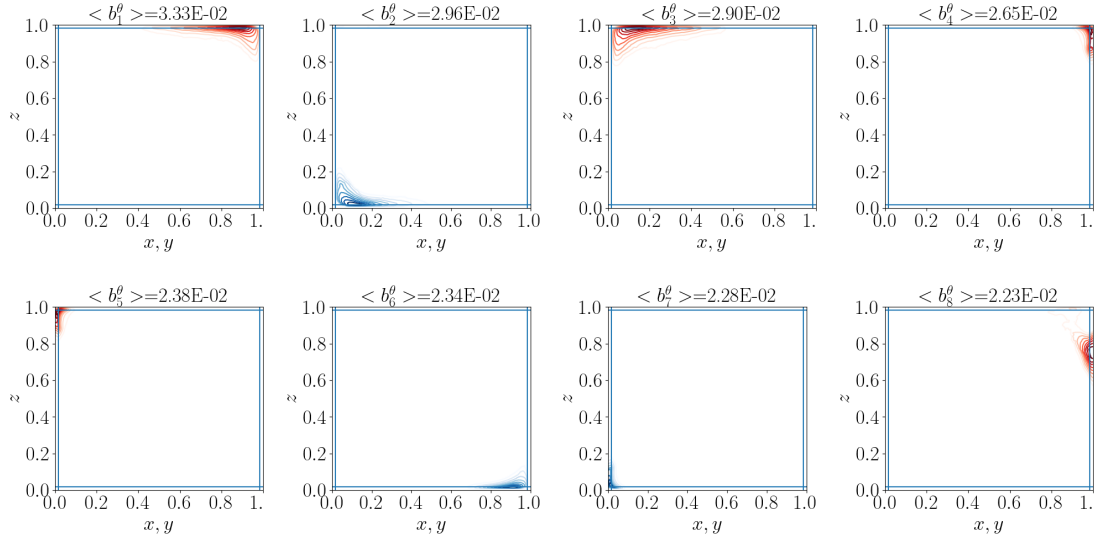 < b₁^θ >=3.33E-02 < b₂^θ >=2.96E-02 < b₃^θ >=2.90E-02 < b₄^θ >=2.65E-02
1.0 1.0 1.0 1.0
0.8 0.8 0.8 0.8
0.6 0.6 0.6 0.6
z z z z
0.4 0.4 0.4 0.4
0.2 0.2 0.2 0.2
0.0 0.0 0.0 0.0
0.0 0.2 0.4 0.6 0.8 1. 0.0 0.2 0.4 0.6 0.8 1.0 0.0 0.2 0.4 0.6 0.8 1. 0.0 0.2 0.4 0.6 0.8 1.
x, y x, y x, y x, y
< b₅^θ >=2.38E-02 < b₆^θ >=2.34E-02 < b₇^θ >=2.28E-02 < b₈^θ >=2.23E-02
1.0 1.0 1.0 1.0
0.8 0.8 0.8 0.8
0.6 0.6 0.6 0.6
z z z z
0.4 0.4 0.4 0.4
0.2 0.2 0.2 0.2
0.0 0.0 0.0 0.0
0.0 0.2 0.4 0.6 0.8 1. 0.0 0.2 0.4 0.6 0.8 1.0 0.0 0.2 0.4 0.6 0.8 1.0 0.0 0.2 0.4 0.6 0.8 1.
x, y x, y x, y x, y